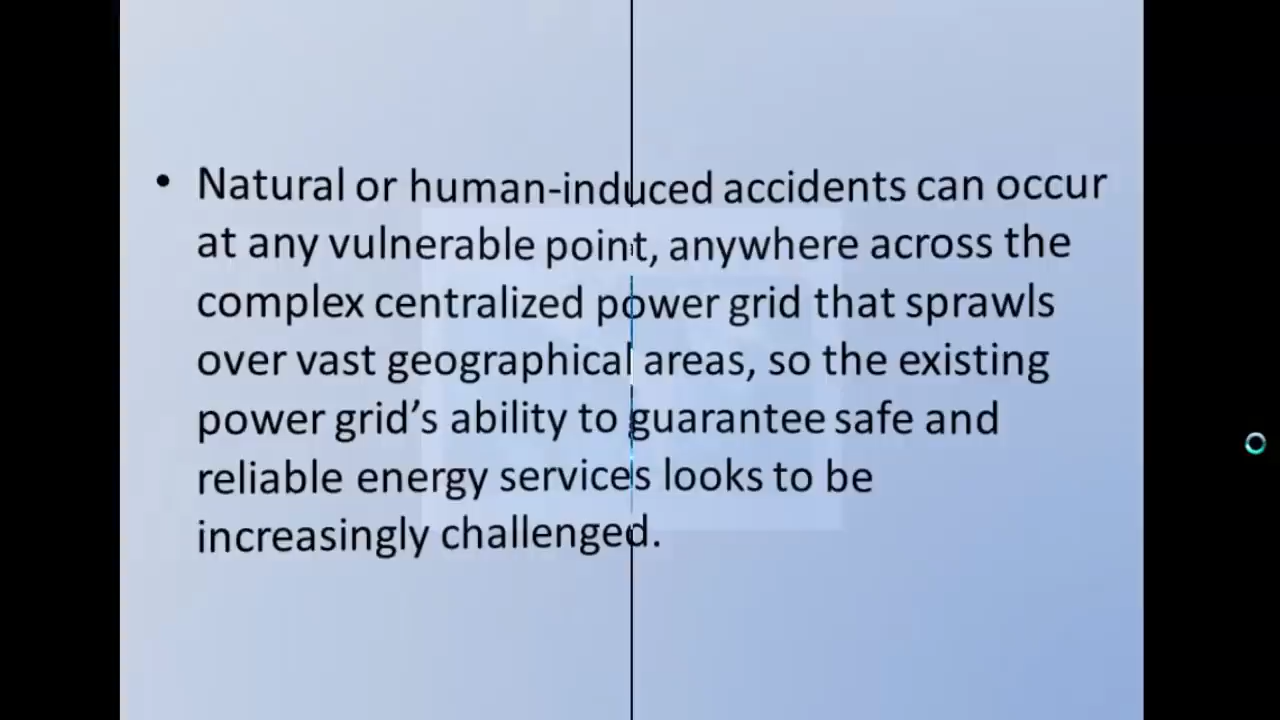 • Natural or human-induced accidents can occur
at any vulnerable point, anywhere across the
complex centralized power grid that sprawls
over vast geographical areas, so the existing
power grid’s ability to guarantee safe and
reliable energy services looks to be
increasingly challenged.